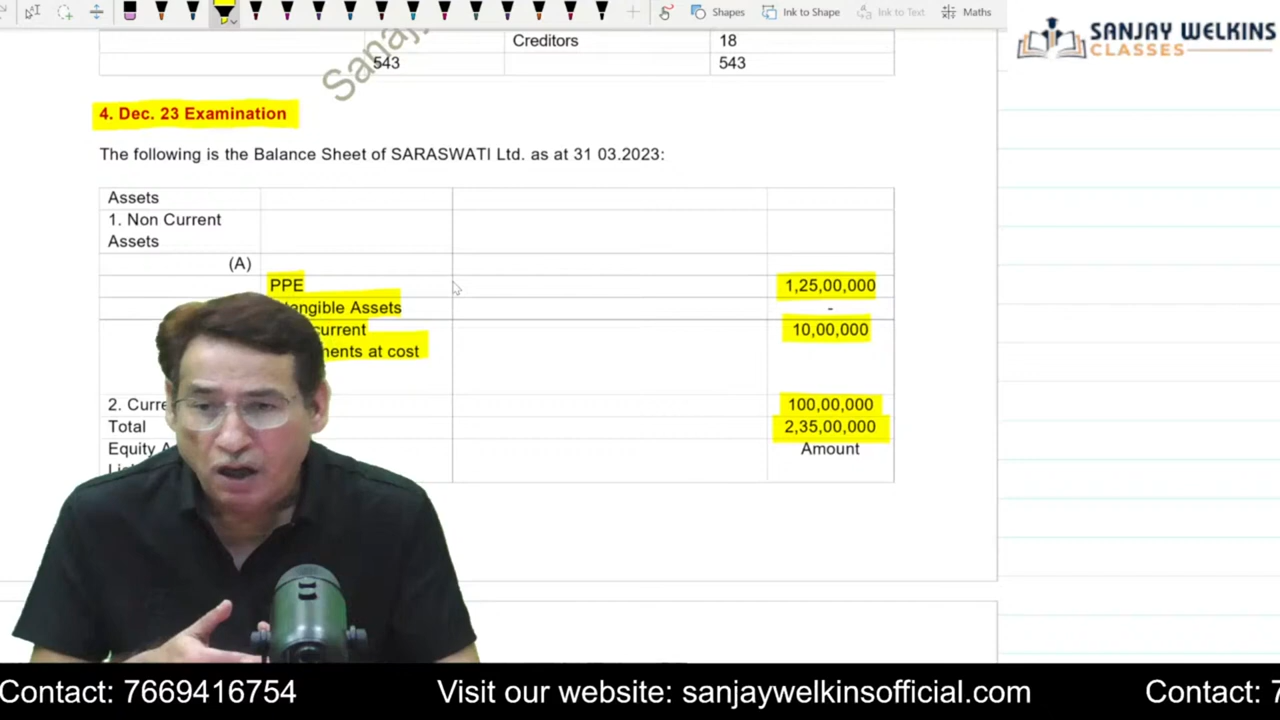 Shapes
Ink to Shape
Ink to Text
Maths
SANJAY WELKINS
CLASSES
Creditors 18
543 543
Sanj
4. Dec. 23 Examination
The following is the Balance Sheet of SARASWATI Ltd. as at 31 03.2023:
Assets
1. Non Current
Assets
(A)
PPE 1,25,00,000
tangible Assets -
current 10,00,000
ments at cost
2. Curre 100,00,000
Total 2,35,00,000
Equity A Amount
Contact: 7669416754 Visit our website: sanjaywelkinsofficial.com Contact: 7